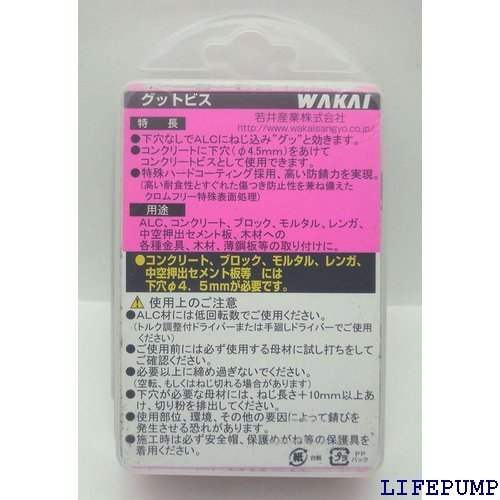 グットビス WAKAI
若井産業株式会社
http://www.wakaisangyo.co.jp/
特長
●下穴なしでALCにねじ込み"グッ"と効きます。
●コンクリートに下穴(φ4.5mm)をあけて
コンクリートビスとして使用できます。
●特殊ハードコーティング採用、高い防錆力を実現。
(高い耐食性とすぐれた傷つき防止性を兼ね備えた
クロムフリー特殊表面処理)
用途
ALC、コンクリート、ブロック、モルタル、レンガ、
中空押出セメント板、木材への
各種金具、木材、薄鋼板等の取り付けに。
●コンクリート、ブロック、モルタル、レンガ、
中空押出セメント板等 には
下穴φ4.5mmが必要です。
使用上のご注意
●ALC材には低回転数でご使用ください。
(トルク調整付ドライバーまたは手廻しドライバーでご使用
ください)
●ご使用前には必ず使用する母材に試し打ちをして
ご確認ください。
●必要以上に締め過ぎないでください。
(空転、もしくはねじ切れる場合があります)
●下穴が必要な母材には、ねじ長さ+10mm以上あ
け、切り粉を排出してください。
●使用部位、環境、その他の要因によって錆びを
発生させる恐れがあります。
●施工時は必ず安全帽、保護めがね等の保護具を
着用ください。
紙 台紙 プラ PP
パック
LIFEPUMP